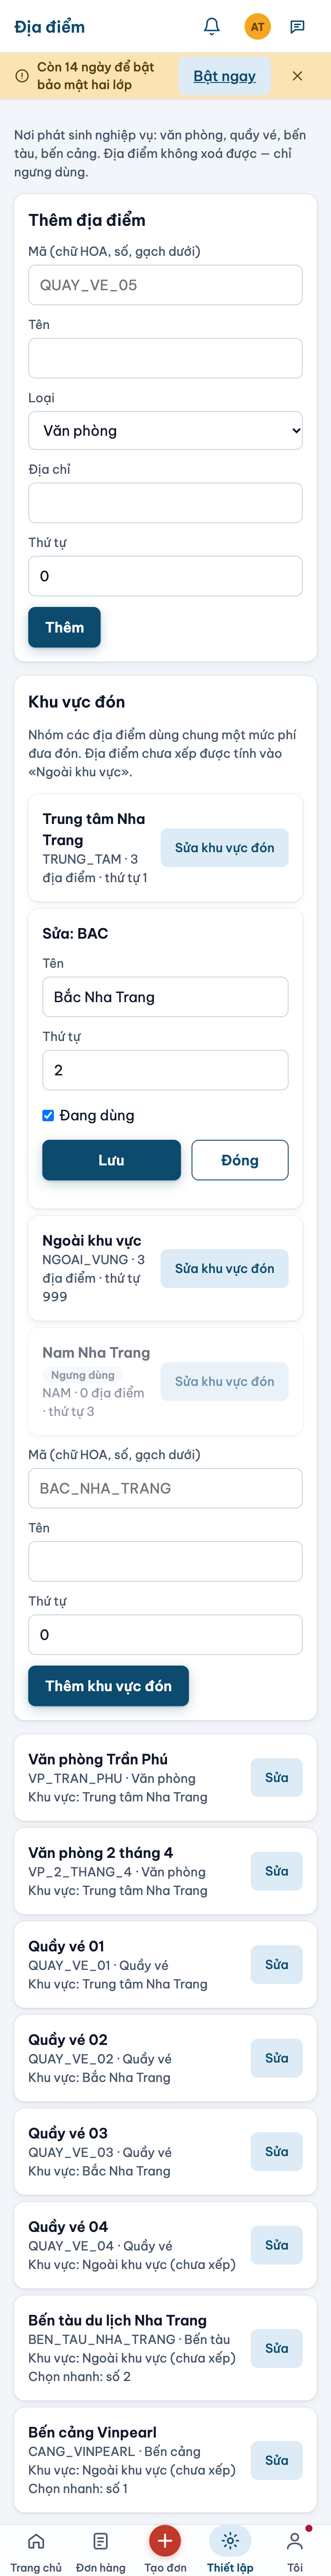 Địa điểm
AT
Còn 14 ngày để bật
bảo mật hai lớp
Bật ngay
Nơi phát sinh nghiệp vụ: văn phòng, quầy vé, bến
tàu, bến cảng. Địa điểm không xoá được — chỉ
ngưng dùng.
Thêm địa điểm
Mã (chữ HOA, số, gạch dưới)
QUAY_VE_05
Tên
Loại
Văn phòng
Địa chỉ
Thứ tự
0
Thêm
Khu vực đón
Nhóm các địa điểm dùng chung một mức phí
đưa đón. Địa điểm chưa xếp được tính vào
«Ngoài khu vực».
Trung tâm Nha
Trang
TRUNG_TAM · 3
địa điểm · thứ tự 1
Sửa khu vực đón
Sửa: BAC
Tên
Bắc Nha Trang
Thứ tự
2
Đang dùng
Lưu
Đóng
Ngoài khu vực
NGOAI_VUNG · 3
địa điểm · thứ tự
999
Sửa khu vực đón
Nam Nha Trang
Ngưng dùng
NAM · 0 địa điểm
· thứ tự 3
Sửa khu vực đón
Mã (chữ HOA, số, gạch dưới)
BAC_NHA_TRANG
Tên
Thứ tự
0
Thêm khu vực đón
Văn phòng Trần Phú
VP_TRAN_PHU · Văn phòng
Khu vực: Trung tâm Nha Trang
Sửa
Văn phòng 2 tháng 4
VP_2_THANG_4 · Văn phòng
Khu vực: Trung tâm Nha Trang
Sửa
Quầy vé 01
QUAY_VE_01 · Quầy vé
Khu vực: Trung tâm Nha Trang
Sửa
Quầy vé 02
QUAY_VE_02 · Quầy vé
Khu vực: Bắc Nha Trang
Sửa
Quầy vé 03
QUAY_VE_03 · Quầy vé
Khu vực: Bắc Nha Trang
Sửa
Quầy vé 04
QUAY_VE_04 · Quầy vé
Khu vực: Ngoài khu vực (chưa xếp)
Sửa
Bến tàu du lịch Nha Trang
BEN_TAU_NHA_TRANG · Bến tàu
Khu vực: Ngoài khu vực (chưa xếp)
Chọn nhanh: số 2
Sửa
Bến cảng Vinpearl
CANG_VINPEARL · Bến cảng
Khu vực: Ngoài khu vực (chưa xếp)
Chọn nhanh: số 1
Sửa
Trang chủ
Đơn hàng
Tạo đơn
Thiết lập
Tôi